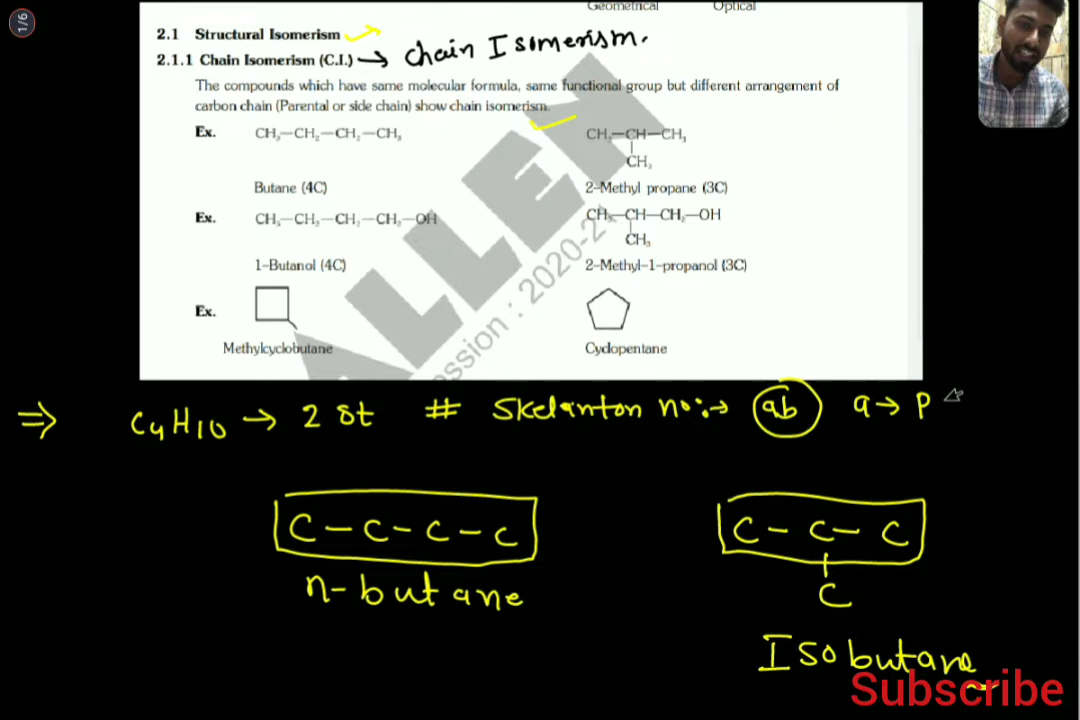 1/6
Geometrical Optical
2.1 Structural Isomerism
2.1.1 Chain Isomerism (C.I.) → chain Isomerism.
The compounds which have same molecular formula, same functional group but different arrangement of
carbon chain (Parental or side chain) show chain isomerism.
Ex. CH₃—CH₂—CH₂—CH₃ CH₃—CH—CH₃
CH₃
Butane (4C) 2-Methyl propane (3C)
Ex. CH₃—CH₂—CH₂—CH₂—OH CH₃—CH—CH₂—OH
CH₃
1-Butanol (4C) 2-Methyl-1-propanol (3C)
Ex.
Methylcyclobutane Cyclopentane
ALLEN
ession : 2020-21
⇒ C4H10 → 2 st # Skelanton no:→ ab a → P
C - C - C - C C - C - C
C
n-butane
Isobutane
Subscribe